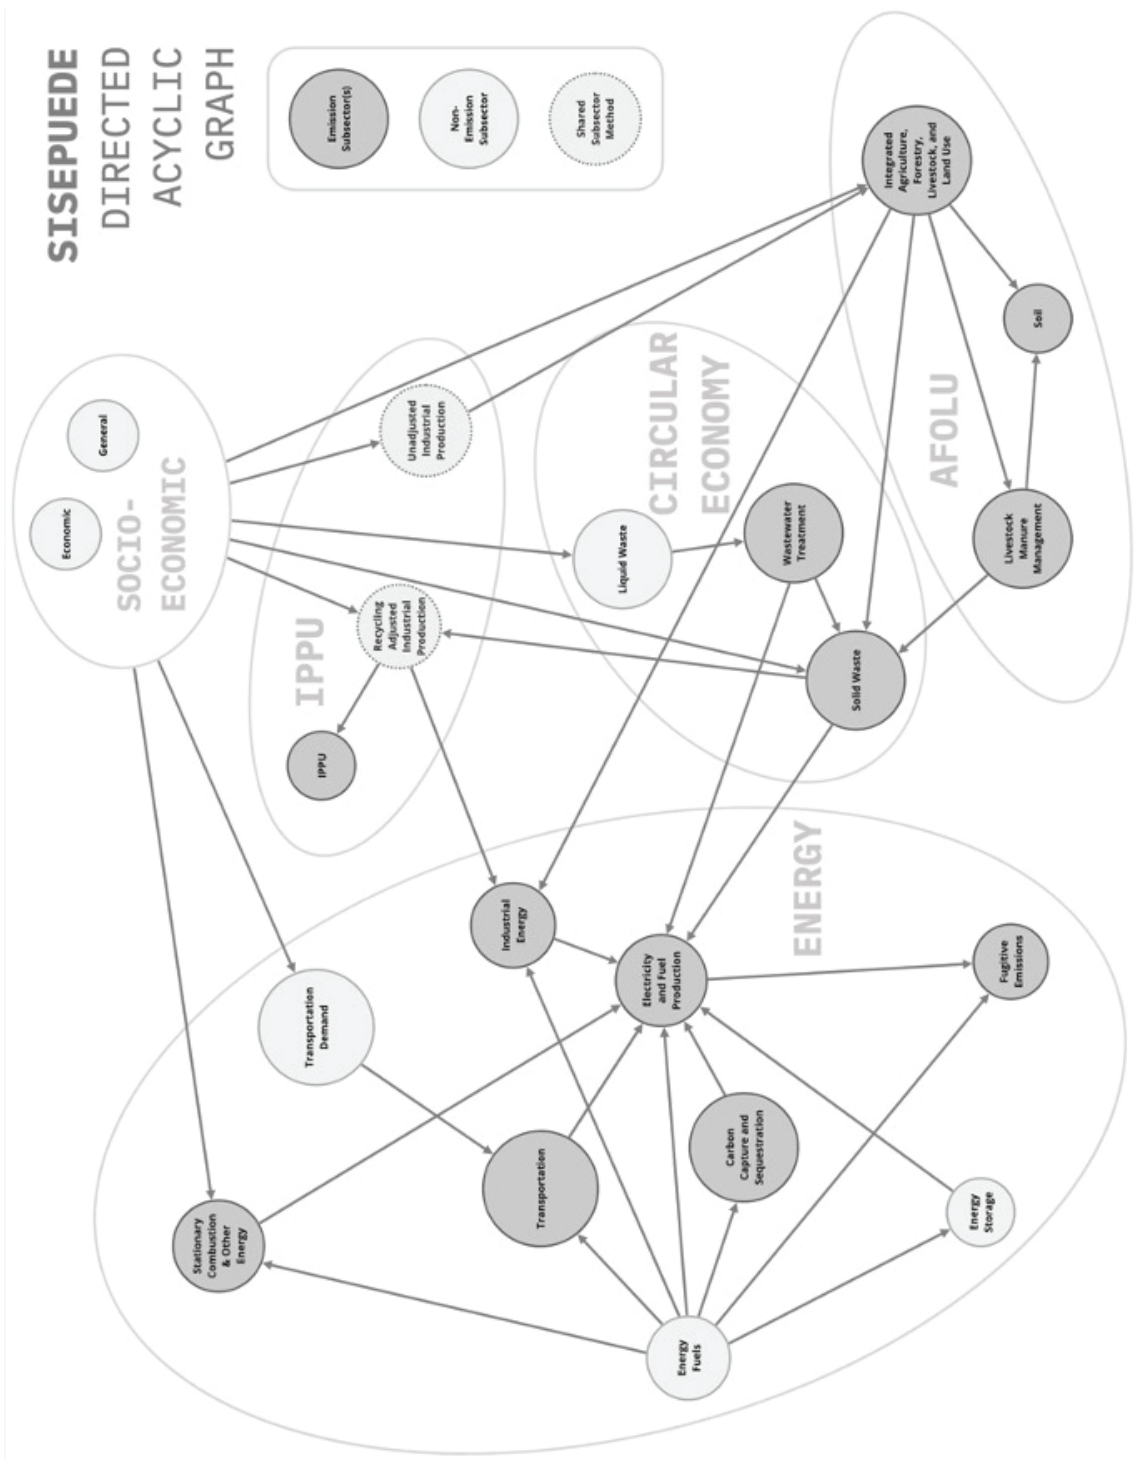 SISEPUEDE
DIRECTED
ACYCLIC
GRAPH
Emission
Subsector(s)
Non-
Emission
Subsector
Shared
Subsector
Method
General
Economic
SOCIO-
ECONOMIC
Integrated
Agriculture,
Forestry,
Livestock, and
Land Use
Soil
Livestock
Manure
Management
AFOLU
Unadjusted
Industrial
Production
Recycling
Adjusted
Industrial
Production
IPPU
IPPU
CIRCULAR
ECONOMY
Liquid Waste
Wastewater
Treatment
Solid Waste
ENERGY
Industrial
Energy
Electricity
and Fuel
Production
Fugitive
Emissions
Transportation
Demand
Transportation
Carbon
Capture and
Sequestration
Stationary
Combustion
& Other
Energy
Energy
Storage
Energy
Fuels